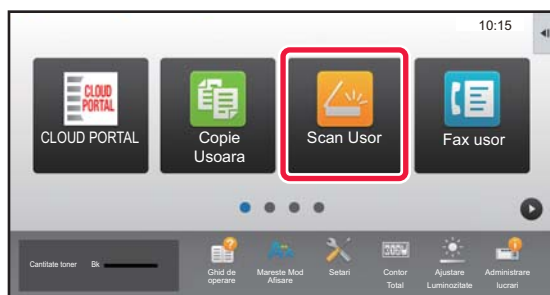 10:15
CLOUD
PORTAL
CLOUD PORTAL
Copie
Usoara
Scan Usor
Fax usor
Cantitate toner Bk
Ghid de
operare
Mareste Mod
Afisare
Setari
Contor
Total
Ajustare
Luminozitate
Administrare
lucrari